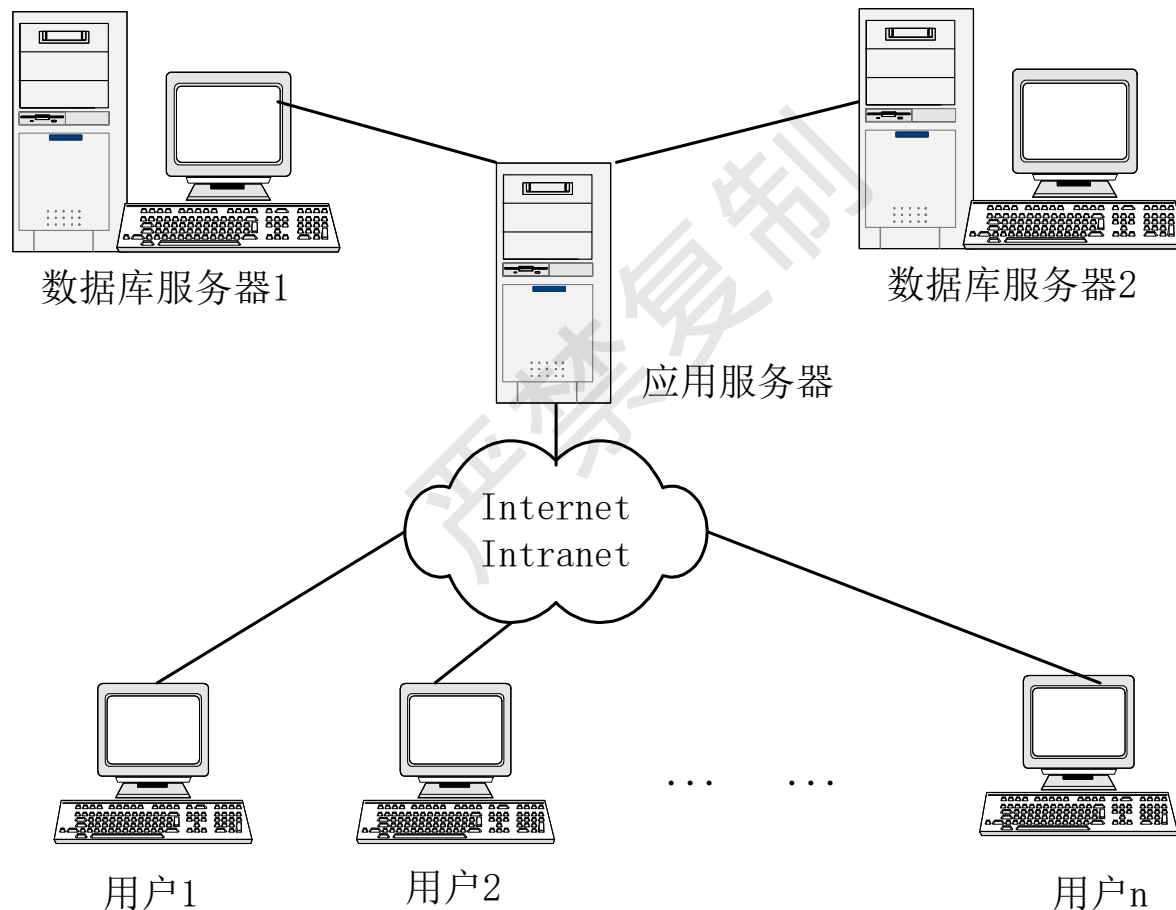 数据库服务器1
数据库服务器2
应用服务器
严禁复制
Internet
Intranet
... ...
用户1
用户2
用户n